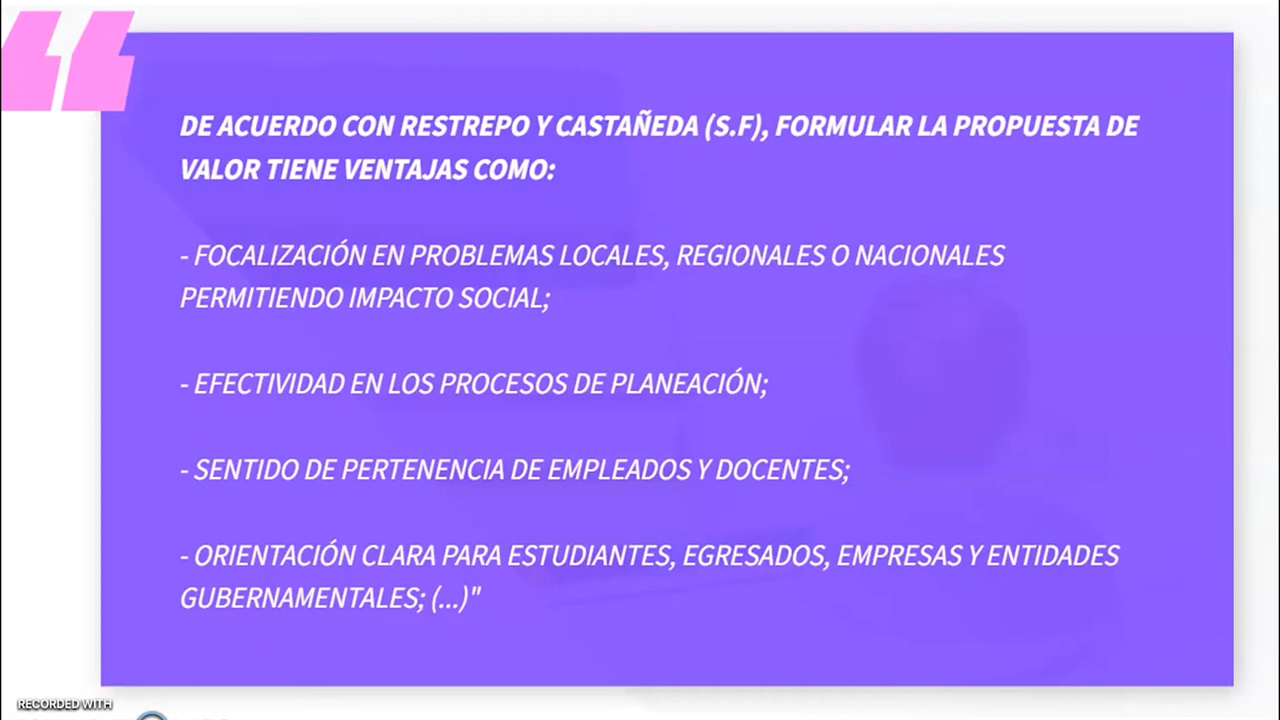 DE ACUERDO CON RESTREPO Y CASTAÑEDA (S.F), FORMULAR LA PROPUESTA DE
VALOR TIENE VENTAJAS COMO:
- FOCALIZACIÓN EN PROBLEMAS LOCALES, REGIONALES O NACIONALES
PERMITIENDO IMPACTO SOCIAL;
- EFECTIVIDAD EN LOS PROCESOS DE PLANEACIÓN;
- SENTIDO DE PERTENENCIA DE EMPLEADOS Y DOCENTES;
- ORIENTACIÓN CLARA PARA ESTUDIANTES, EGRESADOS, EMPRESAS Y ENTIDADES
GUBERNAMENTALES; (...)"
RECORDED WITH